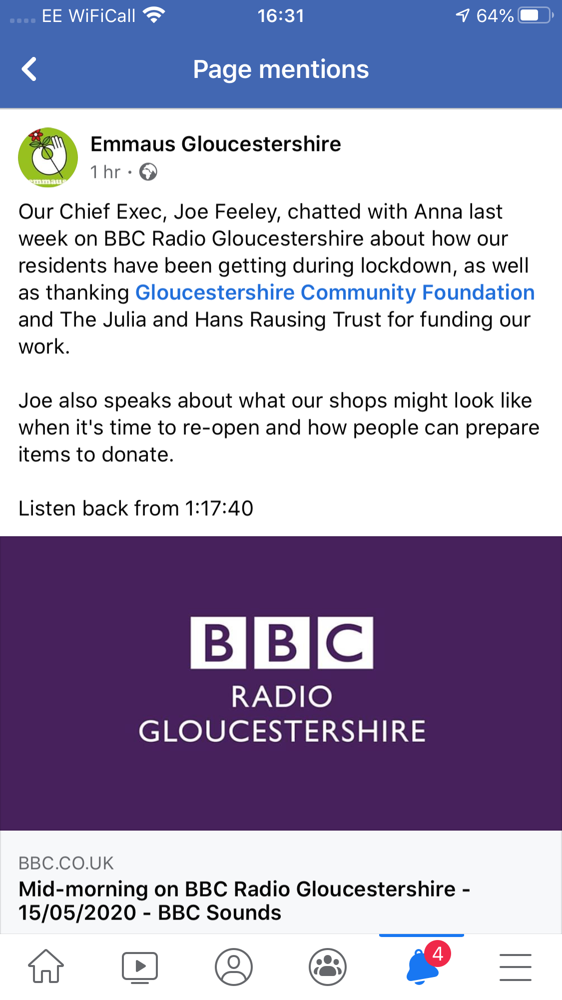 EE WiFiCall 16:31 64%
Page mentions
emmaus
Emmaus Gloucestershire
1 hr ·
Our Chief Exec, Joe Feeley, chatted with Anna last
week on BBC Radio Gloucestershire about how our
residents have been getting during lockdown, as well
as thanking Gloucestershire Community Foundation
and The Julia and Hans Rausing Trust for funding our
work.
Joe also speaks about what our shops might look like
when it's time to re-open and how people can prepare
items to donate.
Listen back from 1:17:40
BBC
RADIO
GLOUCESTERSHIRE
BBC.CO.UK
Mid-morning on BBC Radio Gloucestershire -
15/05/2020 - BBC Sounds
4